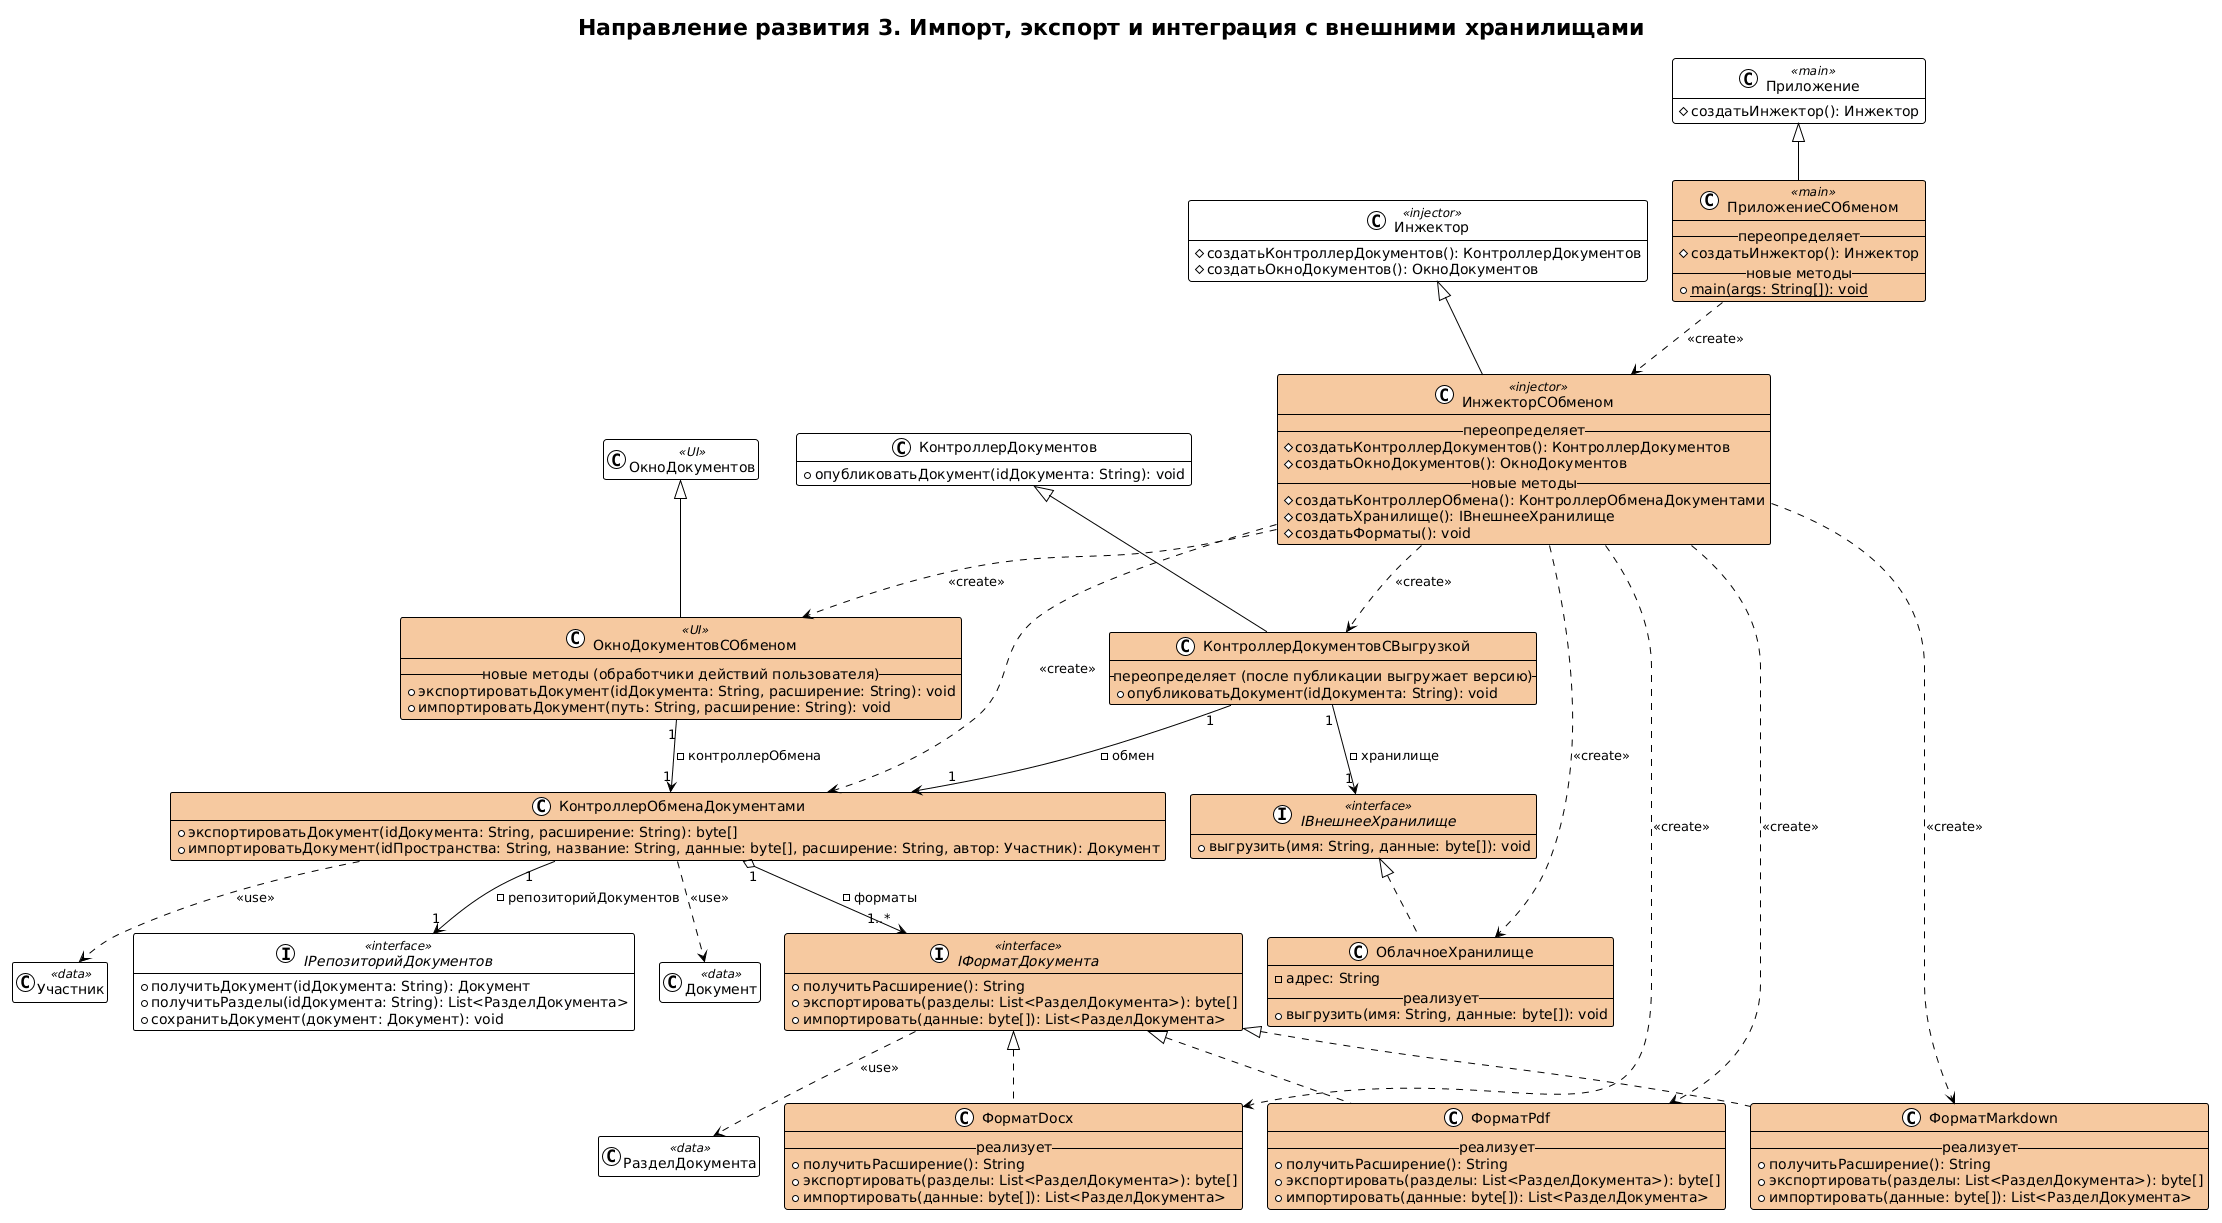 Направление развития 3. Импорт, экспорт и интеграция с внешними хранилищами
«main»
Приложение
создатьИнжектор(): Инжектор
«main»
ПриложениеСОбменом
переопределяет
создатьИнжектор(): Инжектор
новые методы
main(args: String[]): void
«injector»
Инжектор
создатьКонтроллерДокументов(): КонтроллерДокументов
создатьОкноДокументов(): ОкноДокументов
«create»
«injector»
ИнжекторСОбменом
переопределяет
создатьКонтроллерДокументов(): КонтроллерДокументов
создатьОкноДокументов(): ОкноДокументов
новые методы
создатьКонтроллерОбмена(): КонтроллерОбменаДокументами
создатьХранилище(): IВнешнееХранилище
создатьФорматы(): void
«UI»
ОкноДокументов
КонтроллерДокументов
опубликоватьДокумент(idДокумента: String): void
«create»
«create»
«UI»
ОкноДокументовСОбменом
новые методы (обработчики действий пользователя)
экспортироватьДокумент(idДокумента: String, расширение: String): void
импортироватьДокумент(путь: String, расширение: String): void
«create»
КонтроллерДокументовСВыгрузкой
переопределяет (после публикации выгружает версию)
опубликоватьДокумент(idДокумента: String): void
1
контроллерОбмена
1
1
обмен
1
1
хранилище
1
«create»
КонтроллерОбменаДокументами
экспортироватьДокумент(idДокумента: String, расширение: String): byte[]
импортироватьДокумент(idПространства: String, название: String, данные: byte[], расширение: String, автор: Участник): Документ
«interface»
IВнешнееХранилище
выгрузить(имя: String, данные: byte[]): void
«create»
«create»
«create»
«use»
1
репозиторийДокументов
1
«use»
1
форматы
1..*
«data»
Участник
«interface»
IРепозиторийДокументов
получитьДокумент(idДокумента: String): Документ
получитьРазделы(idДокумента: String): List<РазделДокумента>
сохранитьДокумент(документ: Документ): void
«data»
Документ
«interface»
IФорматДокумента
получитьРасширение(): String
экспортировать(разделы: List<РазделДокумента>): byte[]
импортировать(данные: byte[]): List<РазделДокумента>
ОблачноеХранилище
адрес: String
реализует
выгрузить(имя: String, данные: byte[]): void
«use»
«data»
РазделДокумента
ФорматDocx
реализует
получитьРасширение(): String
экспортировать(разделы: List<РазделДокумента>): byte[]
импортировать(данные: byte[]): List<РазделДокумента>
ФорматPdf
реализует
получитьРасширение(): String
экспортировать(разделы: List<РазделДокумента>): byte[]
импортировать(данные: byte[]): List<РазделДокумента>
ФорматMarkdown
реализует
получитьРасширение(): String
экспортировать(разделы: List<РазделДокумента>): byte[]
импортировать(данные: byte[]): List<РазделДокумента>